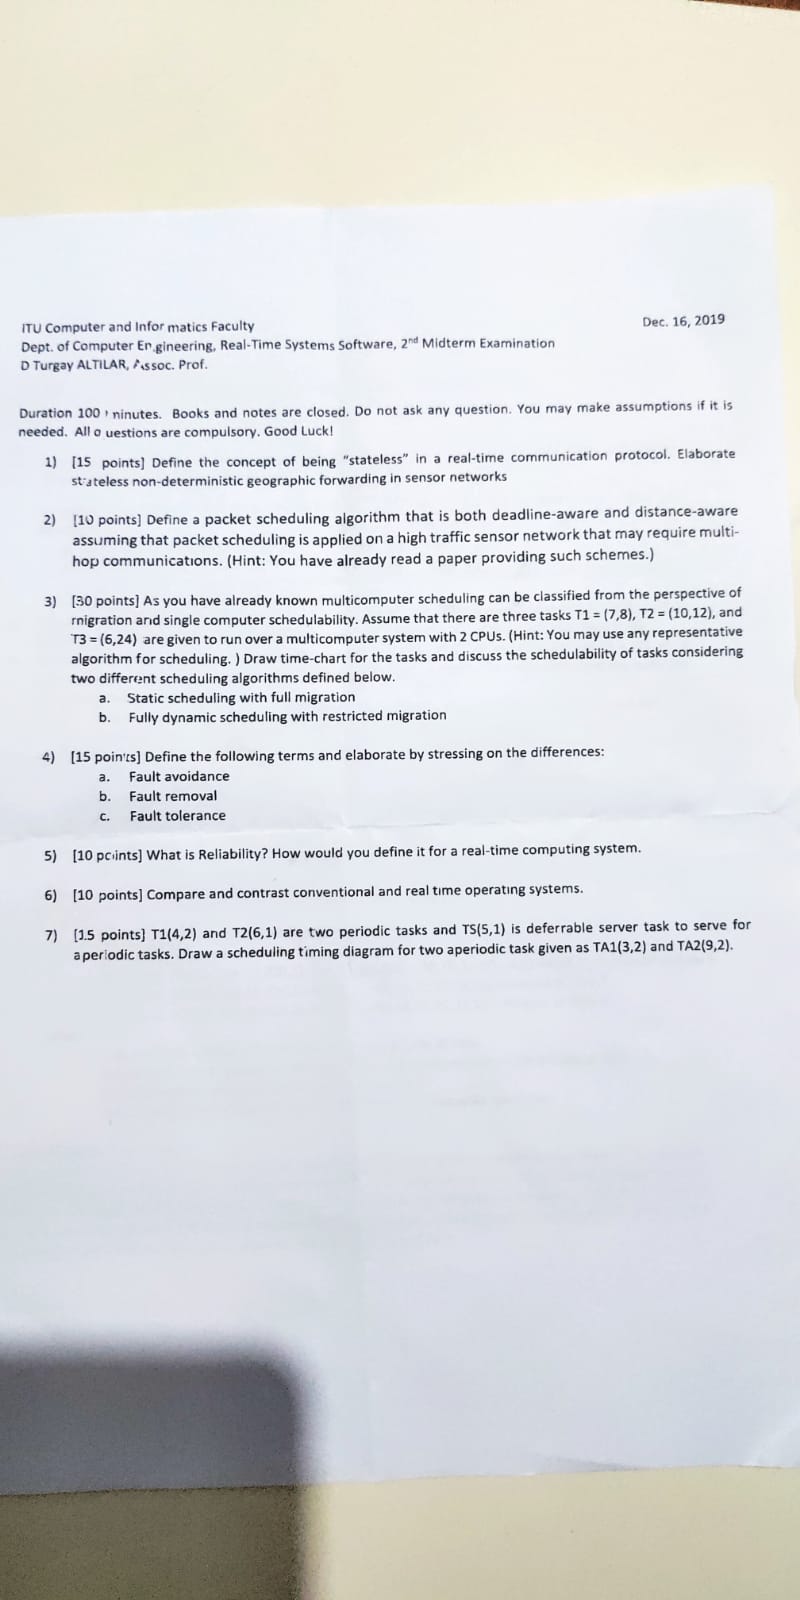 ITU Computer and Informatics Faculty
Dec. 16, 2019
Dept. of Computer Engineering, Real-Time Systems Software, 2nd Midterm Examination
D Turgay ALTILAR, Assoc. Prof.
Duration 100 minutes. Books and notes are closed. Do not ask any question. You may make assumptions if it is
needed. All questions are compulsory. Good Luck!
1) [15 points] Define the concept of being "stateless" in a real-time communication protocol. Elaborate
stateless non-deterministic geographic forwarding in sensor networks
2) [10 points] Define a packet scheduling algorithm that is both deadline-aware and distance-aware
assuming that packet scheduling is applied on a high traffic sensor network that may require multi-
hop communications. (Hint: You have already read a paper providing such schemes.)
3) [30 points] As you have already known multicomputer scheduling can be classified from the perspective of
migration and single computer schedulability. Assume that there are three tasks T1 = (7,8), T2 = (10,12), and
T3 = (6,24) are given to run over a multicomputer system with 2 CPUs. (Hint: You may use any representative
algorithm for scheduling. ) Draw time-chart for the tasks and discuss the schedulability of tasks considering
two different scheduling algorithms defined below.
a. Static scheduling with full migration
b. Fully dynamic scheduling with restricted migration
4) [15 points] Define the following terms and elaborate by stressing on the differences:
a. Fault avoidance
b. Fault removal
c. Fault tolerance
5) [10 points] What is Reliability? How would you define it for a real-time computing system.
6) [10 points] Compare and contrast conventional and real time operating systems.
7) [15 points] T1(4,2) and T2(6,1) are two periodic tasks and TS(5,1) is deferrable server task to serve for
aperiodic tasks. Draw a scheduling timing diagram for two aperiodic task given as TA1(3,2) and TA2(9,2).